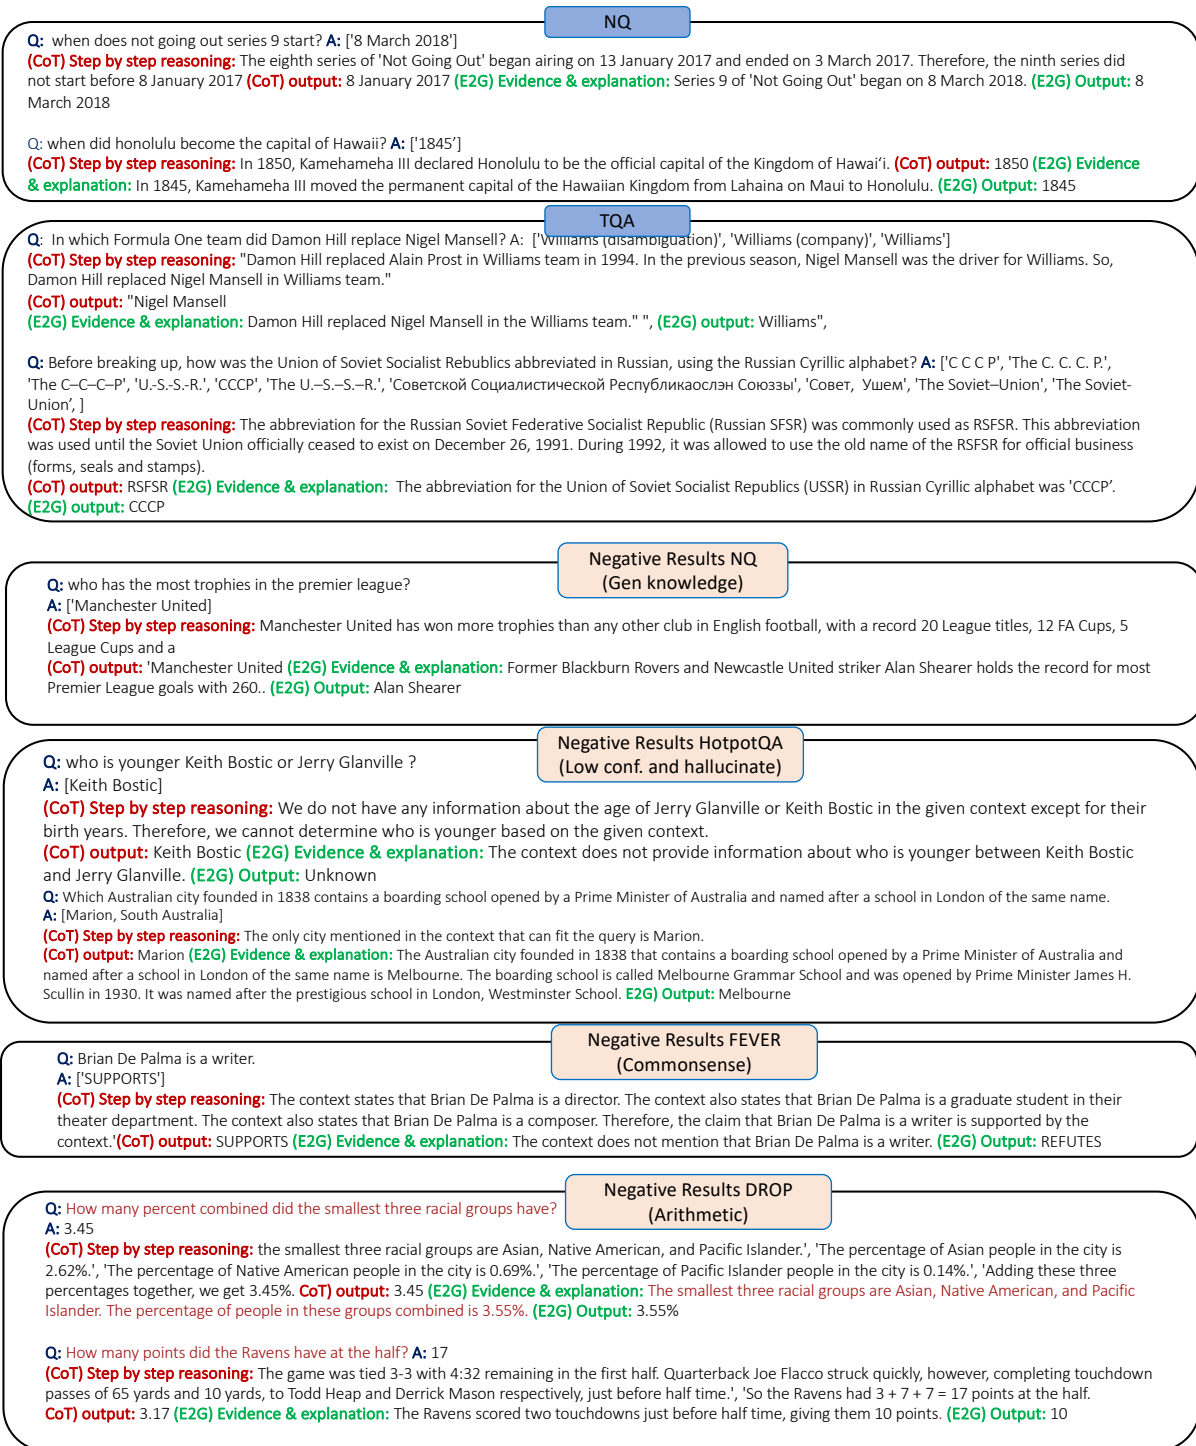 NQ
Q: when does not going out series 9 start? A: ['8 March 2018']
(CoT) Step by step reasoning: The eighth series of 'Not Going Out' began airing on 13 January 2017 and ended on 3 March 2017. Therefore, the ninth series did
not start before 8 January 2017 (CoT) output: 8 January 2017 (E2G) Evidence & explanation: Series 9 of 'Not Going Out' began on 8 March 2018. (E2G) Output: 8
March 2018
Q: when did honolulu become the capital of Hawaii? A: ['1845']
(CoT) Step by step reasoning: In 1850, Kamehameha III declared Honolulu to be the official capital of the Kingdom of Hawaiʻi. (CoT) output: 1850 (E2G) Evidence
& explanation: In 1845, Kamehameha III moved the permanent capital of the Hawaiian Kingdom from Lahaina on Maui to Honolulu. (E2G) Output: 1845
TQA
Q: In which Formula One team did Damon Hill replace Nigel Mansell? A: ['Williams (disambiguation)', 'Williams (company)', 'Williams']
(CoT) Step by step reasoning: "Damon Hill replaced Alain Prost in Williams team in 1994. In the previous season, Nigel Mansell was the driver for Williams. So,
Damon Hill replaced Nigel Mansell in Williams team."
(CoT) output: "Nigel Mansell
(E2G) Evidence & explanation: Damon Hill replaced Nigel Mansell in the Williams team." ", (E2G) output: Williams",
Q: Before breaking up, how was the Union of Soviet Socialist Rebublics abbreviated in Russian, using the Russian Cyrillic alphabet? A: ['C C C P', 'The C. C. C. P.',
'The C–C–C–P', 'U.-S.-S.-R.', 'CCCP', 'The U.–S.–S.–R.', 'Советской Социалистической Республикаослэн Союззы', 'Совет, Ушем', 'The Soviet–Union', 'The Soviet-
Union', ]
(CoT) Step by step reasoning: The abbreviation for the Russian Soviet Federative Socialist Republic (Russian SFSR) was commonly used as RSFSR. This abbreviation
was used until the Soviet Union officially ceased to exist on December 26, 1991. During 1992, it was allowed to use the old name of the RSFSR for official business
(forms, seals and stamps).
(CoT) output: RSFSR (E2G) Evidence & explanation: The abbreviation for the Union of Soviet Socialist Republics (USSR) in Russian Cyrillic alphabet was 'CCCP'.
(E2G) output: CCCP
Negative Results NQ
(Gen knowledge)
Q: who has the most trophies in the premier league?
A: ['Manchester United]
(CoT) Step by step reasoning: Manchester United has won more trophies than any other club in English football, with a record 20 League titles, 12 FA Cups, 5
League Cups and a
(CoT) output: 'Manchester United (E2G) Evidence & explanation: Former Blackburn Rovers and Newcastle United striker Alan Shearer holds the record for most
Premier League goals with 260.. (E2G) Output: Alan Shearer
Negative Results HotpotQA
(Low conf. and hallucinate)
Q: who is younger Keith Bostic or Jerry Glanville ?
A: [Keith Bostic]
(CoT) Step by step reasoning: We do not have any information about the age of Jerry Glanville or Keith Bostic in the given context except for their
birth years. Therefore, we cannot determine who is younger based on the given context.
(CoT) output: Keith Bostic (E2G) Evidence & explanation: The context does not provide information about who is younger between Keith Bostic
and Jerry Glanville. (E2G) Output: Unknown
Q: Which Australian city founded in 1838 contains a boarding school opened by a Prime Minister of Australia and named after a school in London of the same name.
A: [Marion, South Australia]
(CoT) Step by step reasoning: The only city mentioned in the context that can fit the query is Marion.
(CoT) output: Marion (E2G) Evidence & explanation: The Australian city founded in 1838 that contains a boarding school opened by a Prime Minister of Australia and
named after a school in London of the same name is Melbourne. The boarding school is called Melbourne Grammar School and was opened by Prime Minister James H.
Scullin in 1930. It was named after the prestigious school in London, Westminster School. E2G) Output: Melbourne
Negative Results FEVER
(Commonsense)
Q: Brian De Palma is a writer.
A: ['SUPPORTS']
(CoT) Step by step reasoning: The context states that Brian De Palma is a director. The context also states that Brian De Palma is a graduate student in their
theater department. The context also states that Brian De Palma is a composer. Therefore, the claim that Brian De Palma is a writer is supported by the
context.'(CoT) output: SUPPORTS (E2G) Evidence & explanation: The context does not mention that Brian De Palma is a writer. (E2G) Output: REFUTES
Negative Results DROP
(Arithmetic)
Q: How many percent combined did the smallest three racial groups have?
A: 3.45
(CoT) Step by step reasoning: the smallest three racial groups are Asian, Native American, and Pacific Islander.', 'The percentage of Asian people in the city is
2.62%.', 'The percentage of Native American people in the city is 0.69%.', 'The percentage of Pacific Islander people in the city is 0.14%.', 'Adding these three
percentages together, we get 3.45%. CoT) output: 3.45 (E2G) Evidence & explanation: The smallest three racial groups are Asian, Native American, and Pacific
Islander. The percentage of people in these groups combined is 3.55%. (E2G) Output: 3.55%
Q: How many points did the Ravens have at the half? A: 17
(CoT) Step by step reasoning: The game was tied 3-3 with 4:32 remaining in the first half. Quarterback Joe Flacco struck quickly, however, completing touchdown
passes of 65 yards and 10 yards, to Todd Heap and Derrick Mason respectively, just before half time.', 'So the Ravens had 3 + 7 + 7 = 17 points at the half.
CoT) output: 3.17 (E2G) Evidence & explanation: The Ravens scored two touchdowns just before half time, giving them 10 points. (E2G) Output: 10